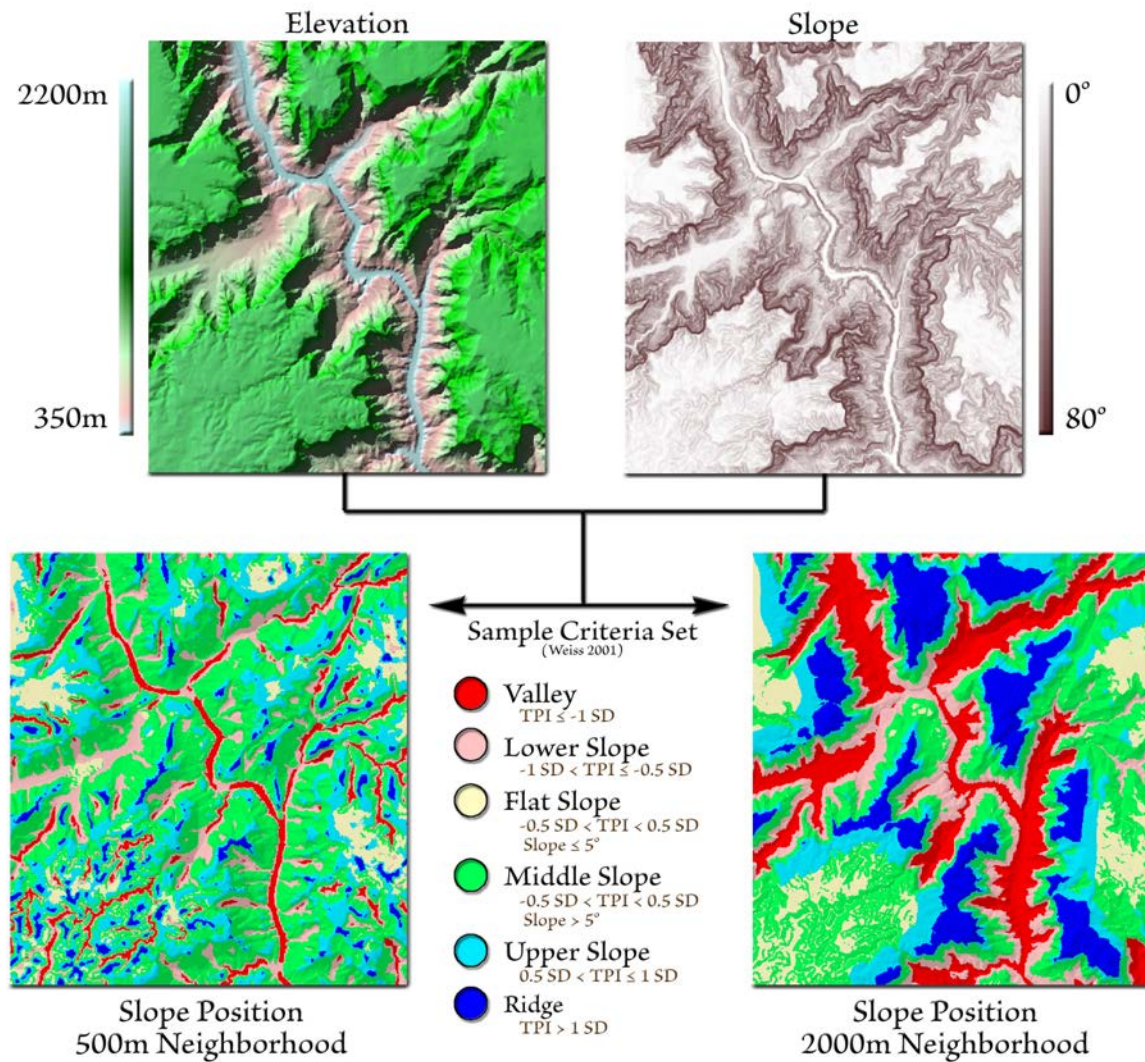 Elevation
Slope
2200m
350m
0°
80°
Sample Criteria Set
(Weiss 2001)
Valley
TPI ≤ -1 SD
Lower Slope
-1 SD < TPI ≤ -0.5 SD
Flat Slope
-0.5 SD < TPI < 0.5 SD
Slope ≤ 5°
Middle Slope
-0.5 SD < TPI < 0.5 SD
Slope > 5°
Upper Slope
0.5 SD < TPI ≤ 1 SD
Ridge
TPI > 1 SD
Slope Position
500m Neighborhood
Slope Position
2000m Neighborhood